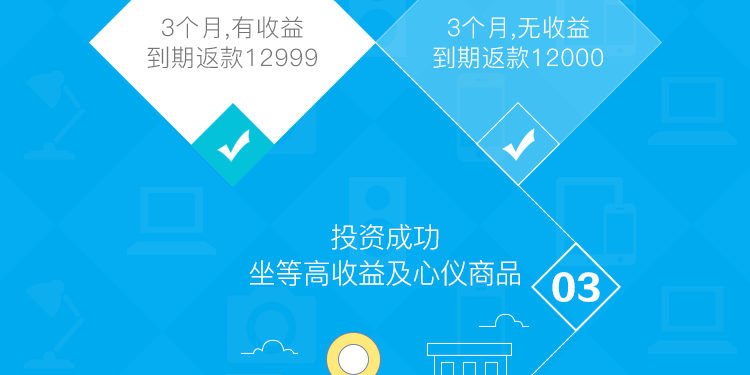 3个月,有收益
到期返款12999
3个月,无收益
到期返款12000
投资成功
坐等高收益及心仪商品
03